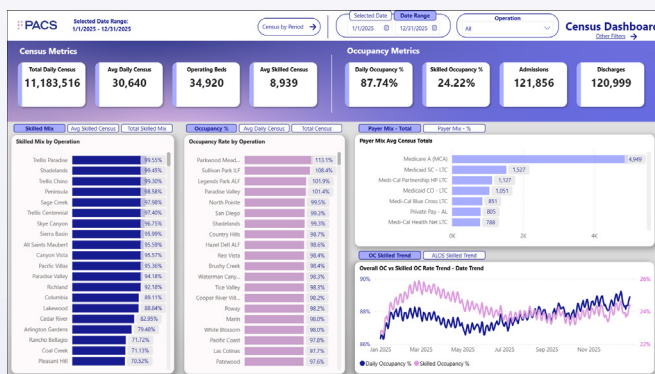 PACS
Selected Date Range:
1/1/2025 - 12/31/2025
Census by Period →
Selected Date
Date Range
1/1/2025
12/31/2025
Operation
All
Census Dashboard
Other Filters →
Census Metrics
Occupancy Metrics
Total Daily Census
11,183,516
Avg Daily Census
30,640
Operating Beds
34,920
Avg Skilled Census
8,939
Daily Occupancy %
87.74%
Skilled Occupancy %
24.22%
Admissions
121,856
Discharges
120,999
Skilled Mix
Avg Skilled Census
Total Skilled Mix
Skilled Mix by Operation
Trellis Paradise 99.55%
Shadelands 99.45%
Trellis Chino 99.30%
Peninsula 98.58%
Sage Creek 97.98%
Trellis Centennial 97.40%
Skye Canyon 96.75%
Sierra Basin 95.99%
All Saints Maubert 95.58%
Canyon Vista 95.57%
Pacific Villas 95.36%
Paradise Valley 94.18%
Richland 92.18%
Columbia 89.11%
Lakewood 88.84%
Cedar River 82.95%
Arlington Gardens 79.40%
Rancho Bellagio 71.72%
Coal Creek 71.13%
Pleasant Hill 70.52%
Occupancy %
Avg Daily Census
Total Census
Occupancy Rate by Operation
Parkwood Mead... 113.1%
Sullivan Park ILF 108.4%
Legends Park ALF 101.9%
Paradise Valley 101.4%
North Pointe 99.5%
San Diego 99.3%
Shadelands 99.3%
Country Hills 98.7%
Hazel Dell ALF 98.6%
Reo Vista 98.4%
Brushy Creek 98.4%
Waterman Cany... 98.3%
Tice Valley 98.3%
Cooper River Vill... 98.2%
Poway 98.2%
Marin 98.0%
White Blossom 98.0%
Pacific Coast 97.8%
Las Colinas 97.7%
Patewood 97.6%
Payer Mix - Total
Payer Mix - %
Payer Mix Avg Census Totals
Medicare A (MCA) 4,949
Medicaid SC - LTC 1,527
Medi-Cal Partnership HP LTC 1,127
Medicaid CO - LTC 1,051
Medi-Cal Blue Cross LTC 851
Private Pay - AL 805
Medi-Cal Health Net LTC 788
0K 2K 4K
OC Skilled Trend
ALOS Skilled Trend
Overall OC vs Skilled OC Rate Trend - Date Trend
90% 26%
88% 24%
86% 22%
Jan 2025 Mar 2025 May 2025 Jul 2025 Sep 2025 Nov 2025
Daily Occupancy % Skilled Occupancy %